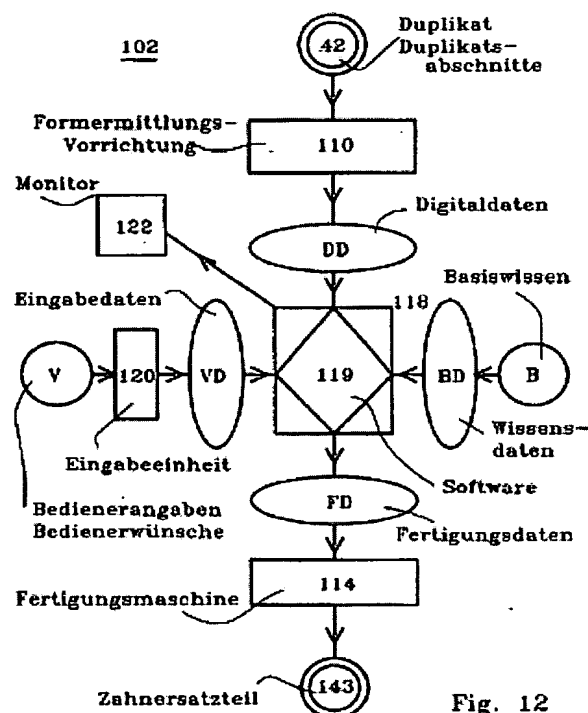 102
42
Duplikat
Duplikats-
abschnitte
Formermittlungs-
Vorrichtung
110
Monitor
122
Digitaldaten
DD
Basiswissen
Eingabedaten
118
V
120
VD
119
BD
B
Eingabeeinheit
Wissens-
daten
Software
Bedienerangaben
Bedienerwünsche
FD
Fertigungsdaten
Fertigungsmaschine
114
Zahnersatzteil
143
Fig. 12